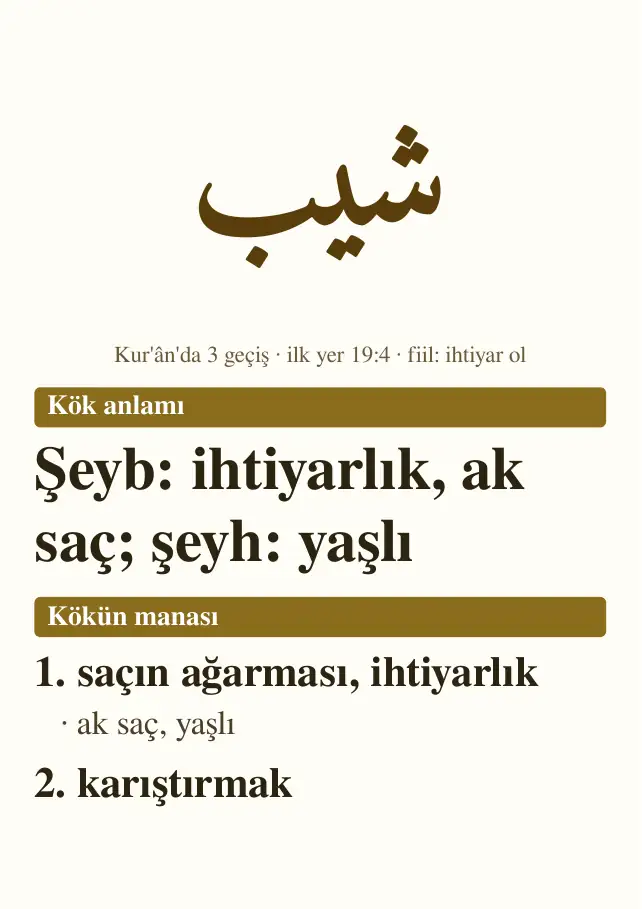 شيب
Kur'ân'da 3 geçiş · ilk yer 19:4 · fiil: ihtiyar ol
Kök anlamı
Şeyb: ihtiyarlık, ak
saç; şeyh: yaşlı
Kökün manası
1. saçın ağarması, ihtiyarlık
· ak saç, yaşlı
2. karıştırmak